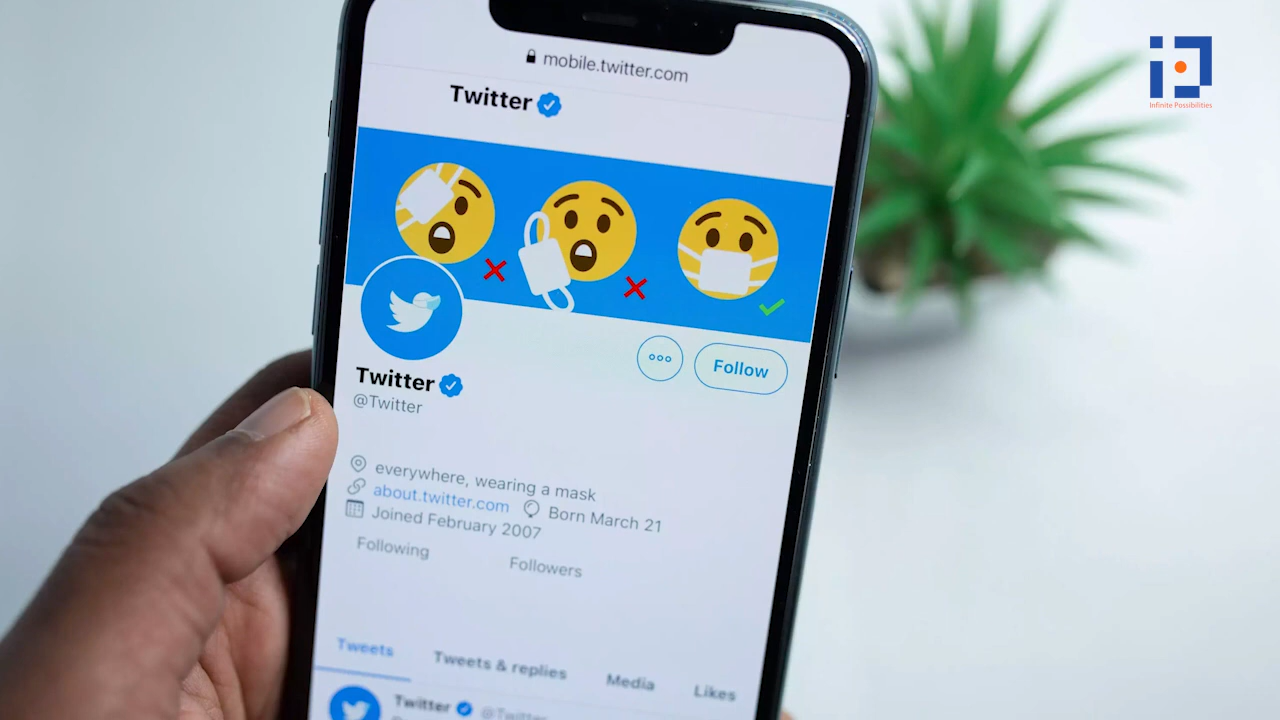 mobile.twitter.com
Twitter
Infinite Possibilities
Follow
Twitter
@Twitter
everywhere, wearing a mask
about.twitter.com Born March 21
Joined February 2007
Following Followers
Tweets Tweets & replies Media Likes
Twitter @Twitter